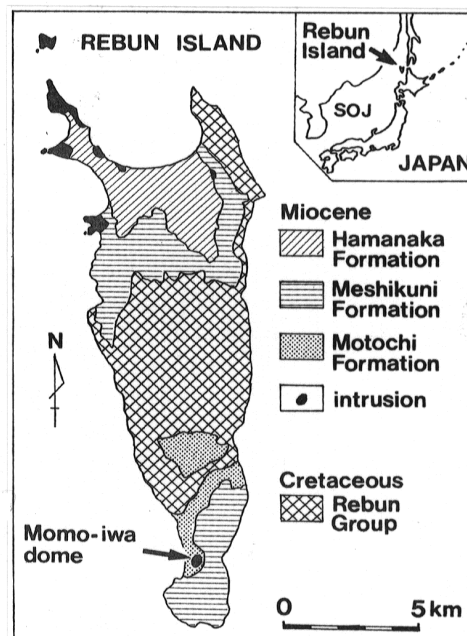 REBUN ISLAND
Rebun
Island
SOJ
JAPAN
Miocene
Hamanaka
Formation
Meshikuni
Formation
Motochi
Formation
intrusion
Cretaceous
Rebun
Group
N
Momo-iwa
dome
0 5 km